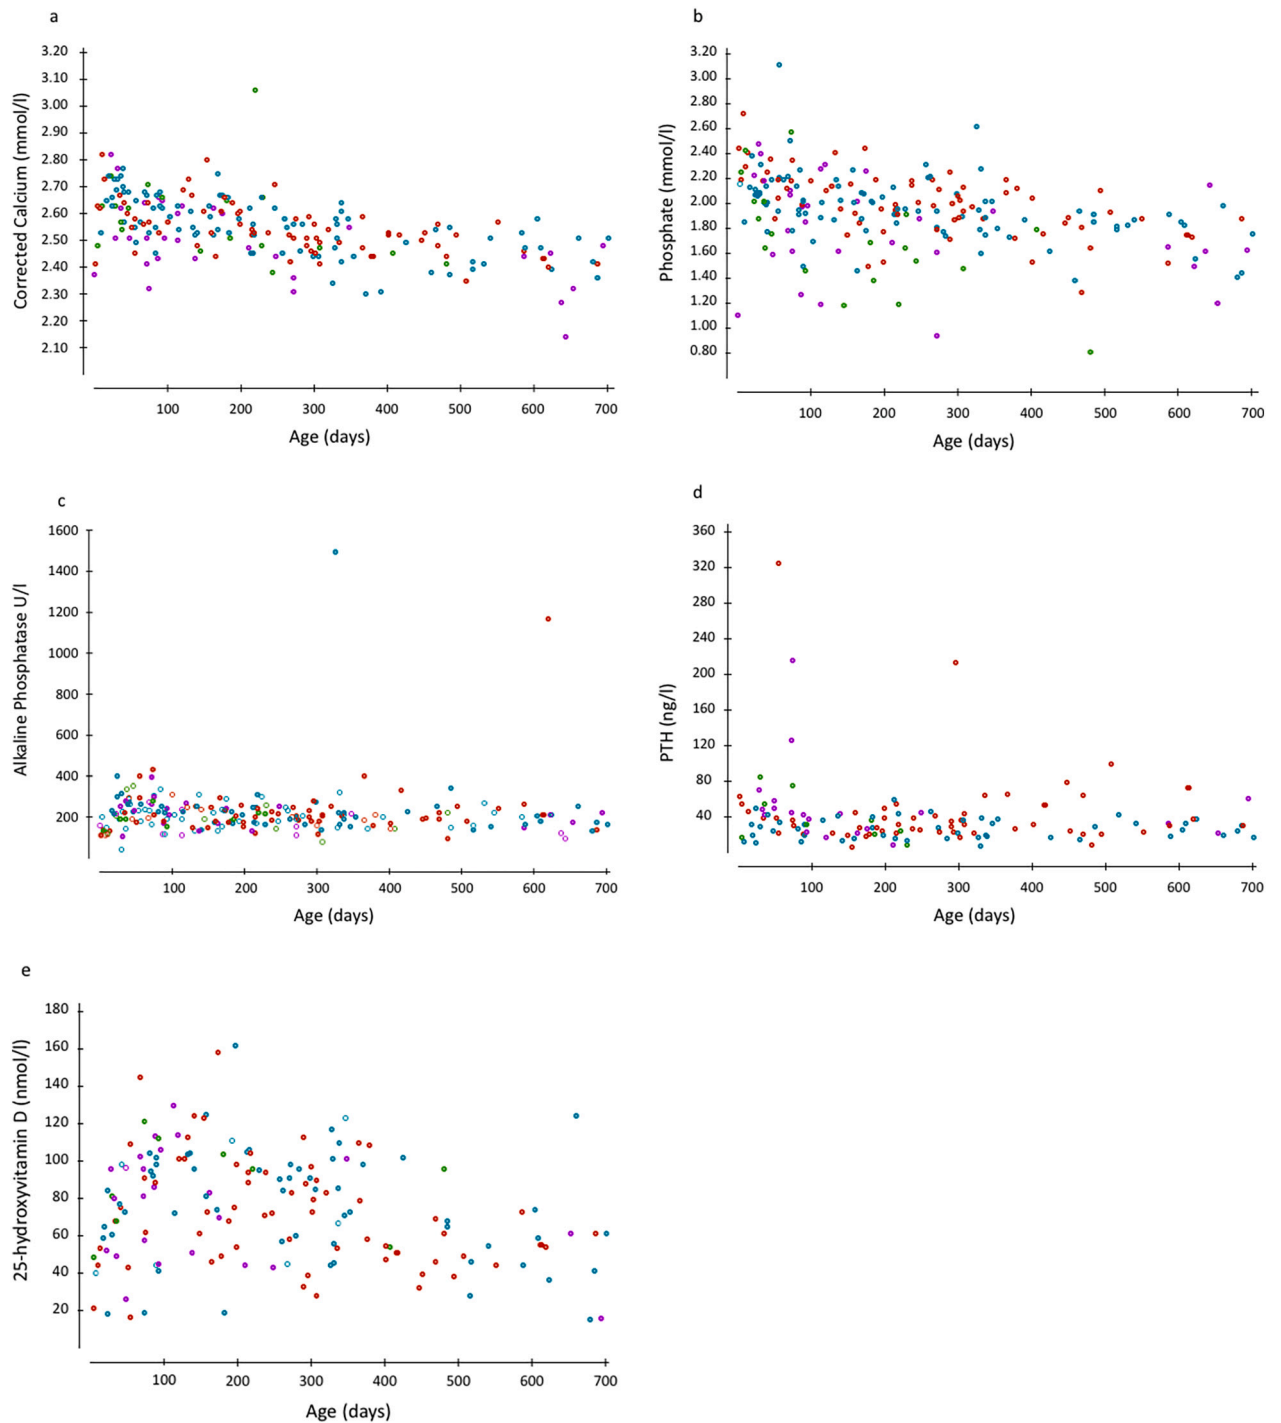 a
Corrected Calcium (mmol/l)
3.20
3.10
3.00
2.90
2.80
2.70
2.60
2.50
2.40
2.30
2.20
2.10
100 200 300 400 500 600 700
Age (days)
b
Phosphate (mmol/l)
3.20
3.00
2.80
2.60
2.40
2.20
2.00
1.80
1.60
1.40
1.20
1.00
0.80
100 200 300 400 500 600 700
Age (days)
c
Alkaline Phosphatase U/l
1600
1400
1200
1000
800
600
400
200
100 200 300 400 500 600 700
Age (days)
d
PTH (ng/l)
360
320
280
240
200
160
120
80
40
100 200 300 400 500 600 700
Age (days)
e
25-hydroxyvitamin D (nmol/l)
180
160
140
120
100
80
60
40
20
100 200 300 400 500 600 700
Age (days)